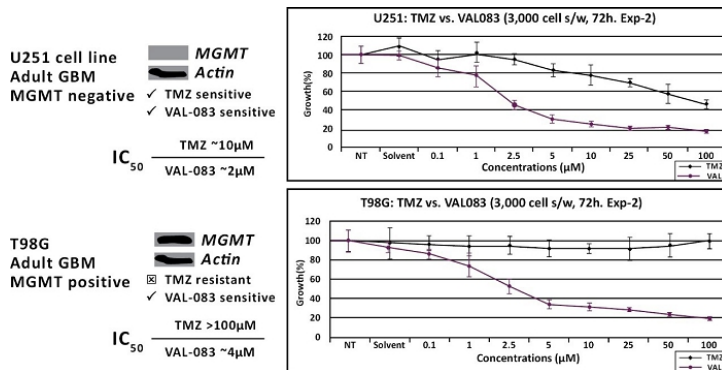 U251 cell line
Adult GBM
MGMT negative
MGMT
Actin
✓ TMZ sensitive
✓ VAL-083 sensitive
IC50
TMZ ~10µM
VAL-083 ~2µM
U251: TMZ vs. VAL083 (3,000 cell s/w, 72h. Exp-2)
Growth(%)
120
100
80
60
40
20
0
NT Solvent 0.1 1 2.5 5 10 25 50 100
Concentrations (µM)
TMZ
VAL
T98G
Adult GBM
MGMT positive
MGMT
Actin
☒ TMZ resistant
✓ VAL-083 sensitive
IC50
TMZ >100µM
VAL-083 ~4µM
T98G: TMZ vs. VAL083 (3,000 cell s/w, 72h. Exp-2)
Growth(%)
120
100
80
60
40
20
0
NT Solvent 0.1 1 2.5 5 10 25 50 100
Concentrations (µM)
TMZ
VAL